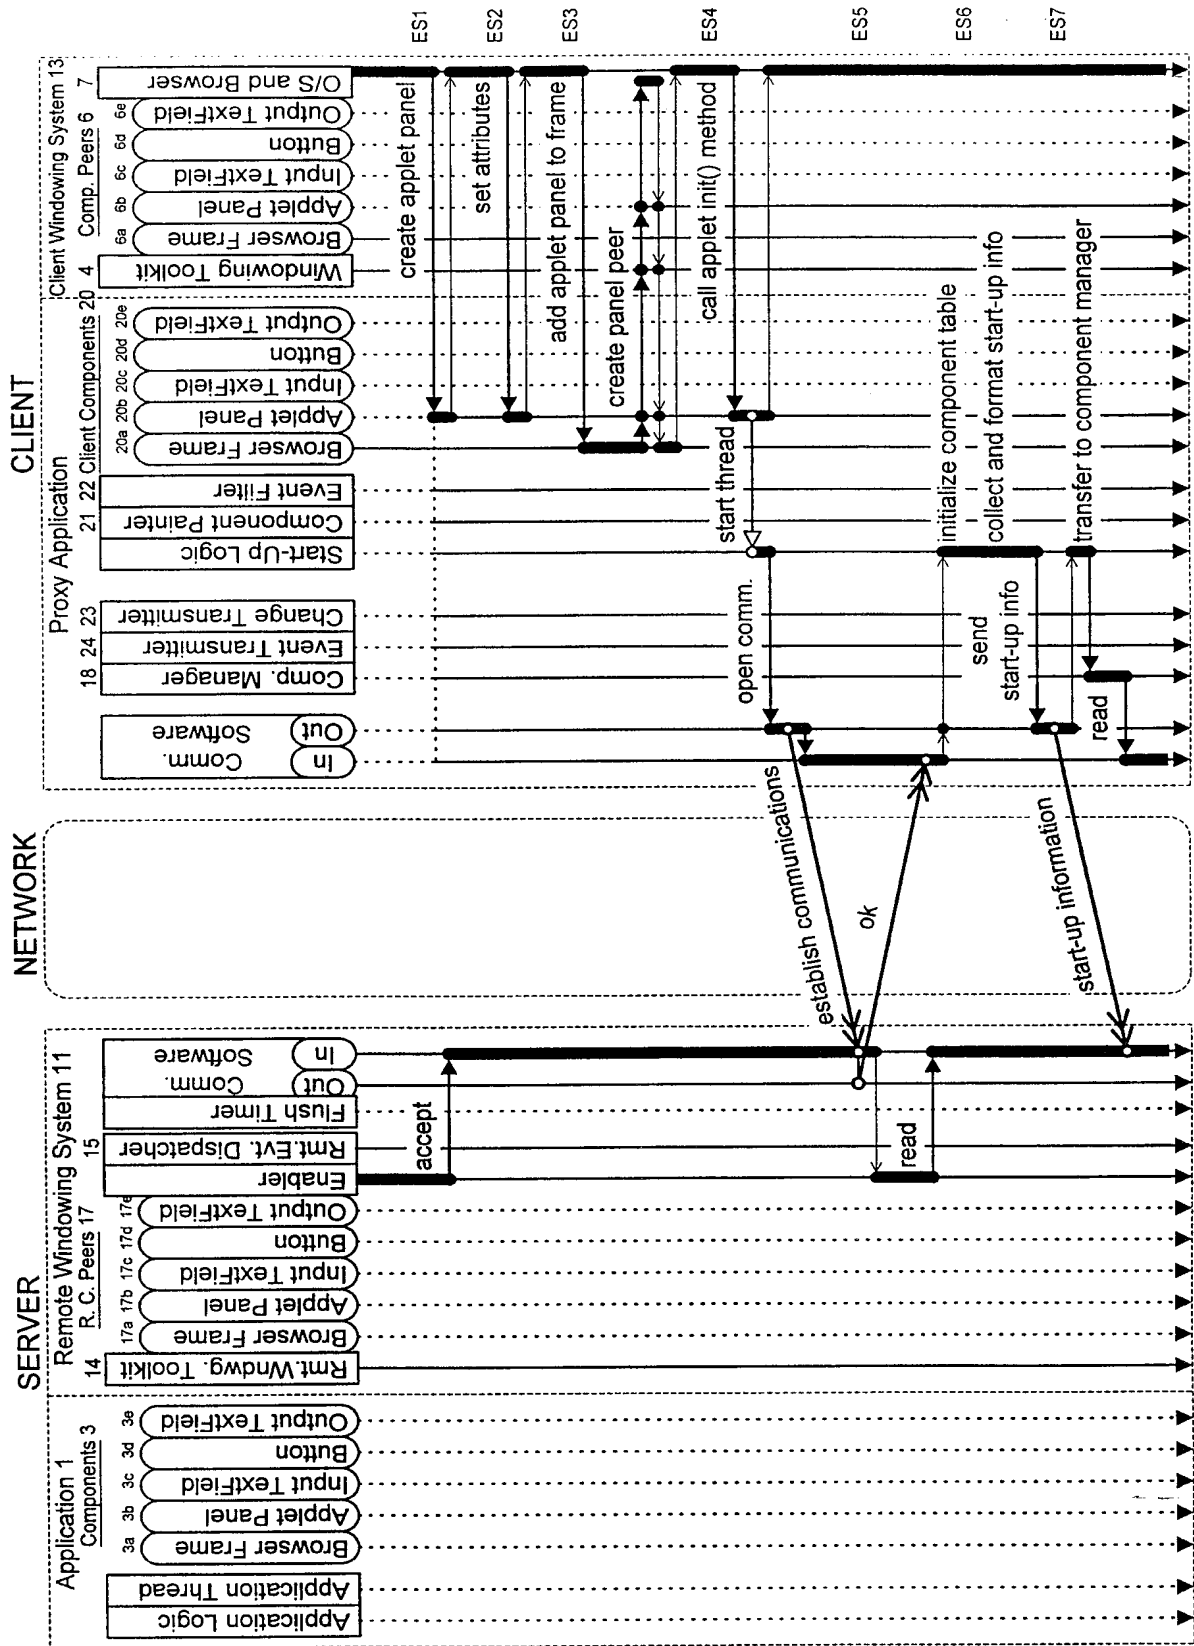 SERVER
NETWORK
CLIENT
Application 1
Components 3
Remote Windowing System 11
R. C. Peers 17
Proxy Application
Client Components 20
Client Windowing System 13
Comp. Peers 6
Application Logic
Application Thread
3a Browser Frame
3b Applet Panel
3c Input TextField
3d Button
3e Output TextField
14 Rmt.Wndwg. Toolkit
17a Browser Frame
17b Applet Panel
17c Input TextField
17d Button
17e Output TextField
Enabler
15 Rmt.Evt. Dispatcher
Flush Timer
Comm.
Software
Out
In
Comm.
Software
In
Out
18 Comp. Manager
24 Event Transmitter
23 Change Transmitter
Start-Up Logic
21 Component Painter
22 Event Filter
20a Browser Frame
20b Applet Panel
20c Input TextField
20d Button
20e Output TextField
4 Windowing Toolkit
6a Browser Frame
6b Applet Panel
6c Input TextField
6d Button
6e Output TextField
7 O/S and Browser
ES1
create applet panel
accept
ES2
set attributes
ES3
add applet panel to frame
create panel peer
ES4
call applet init() method
start thread
open comm.
establish communications
ES5
ok
read
ES6
initialize component table
collect and format start-up info
send
start-up info
ES7
start-up information
transfer to component manager
read